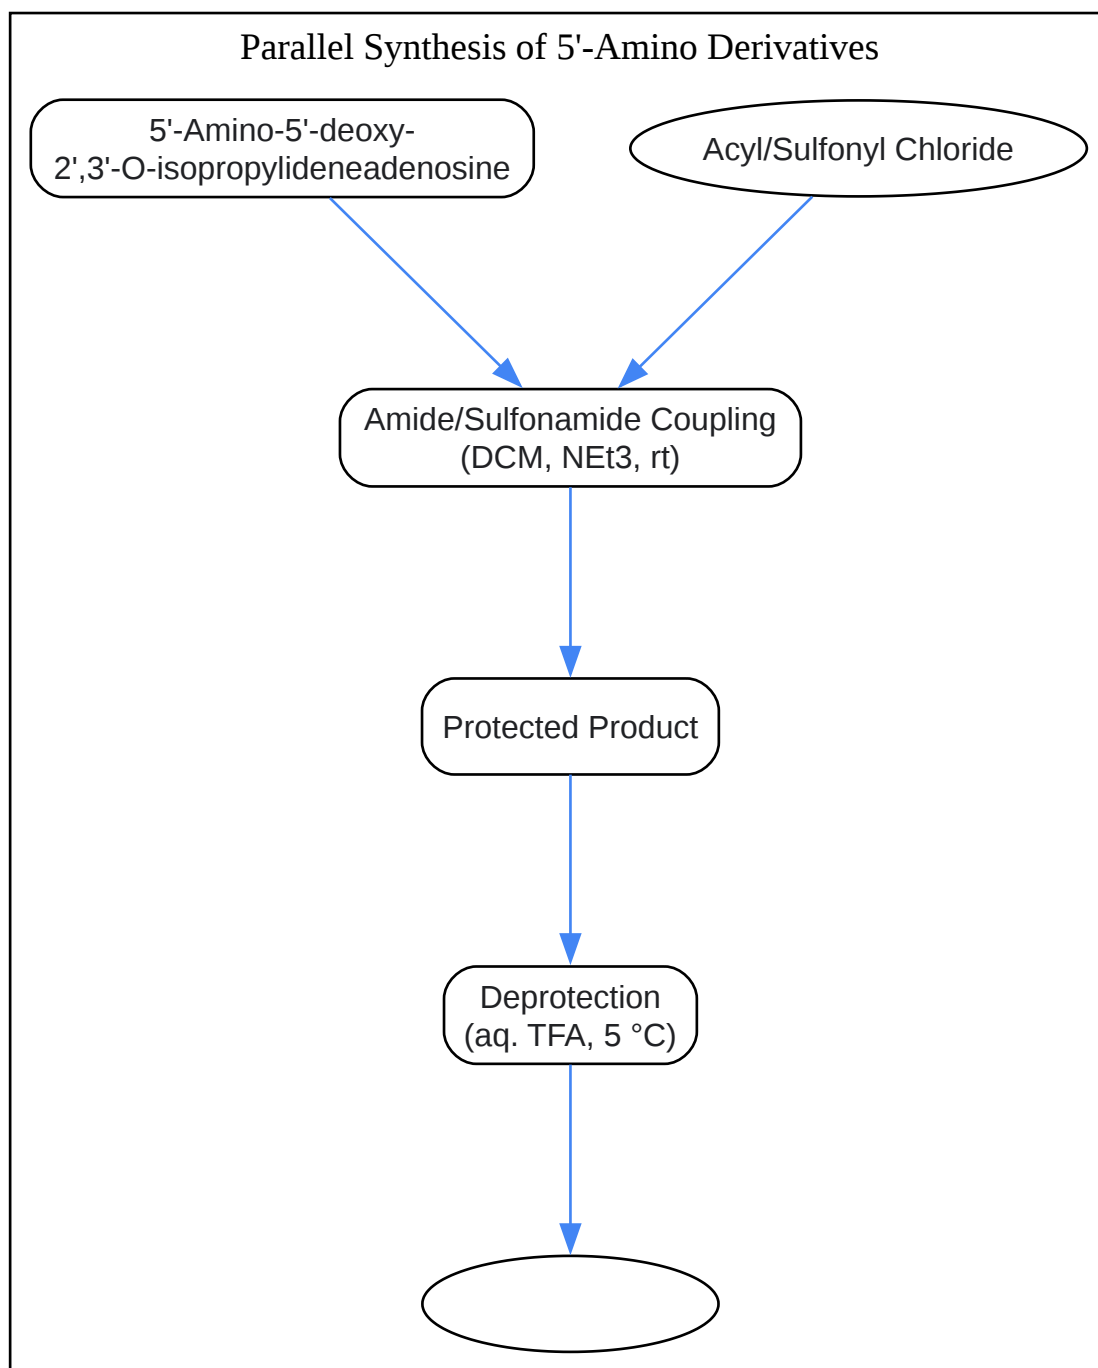 Parallel Synthesis of 5'-Amino Derivatives
5'-Amino-5'-deoxy-
2',3'-O-isopropylideneadenosine
Acyl/Sulfonyl Chloride
Amide/Sulfonamide Coupling
(DCM, NEt3, rt)
Protected Product
Deprotection
(aq. TFA, 5 °C)